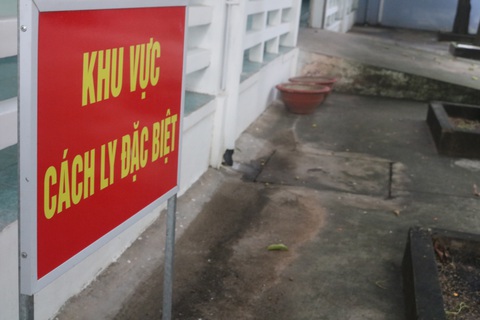 KHU VỰC
CÁCH LY ĐẶC BIỆT